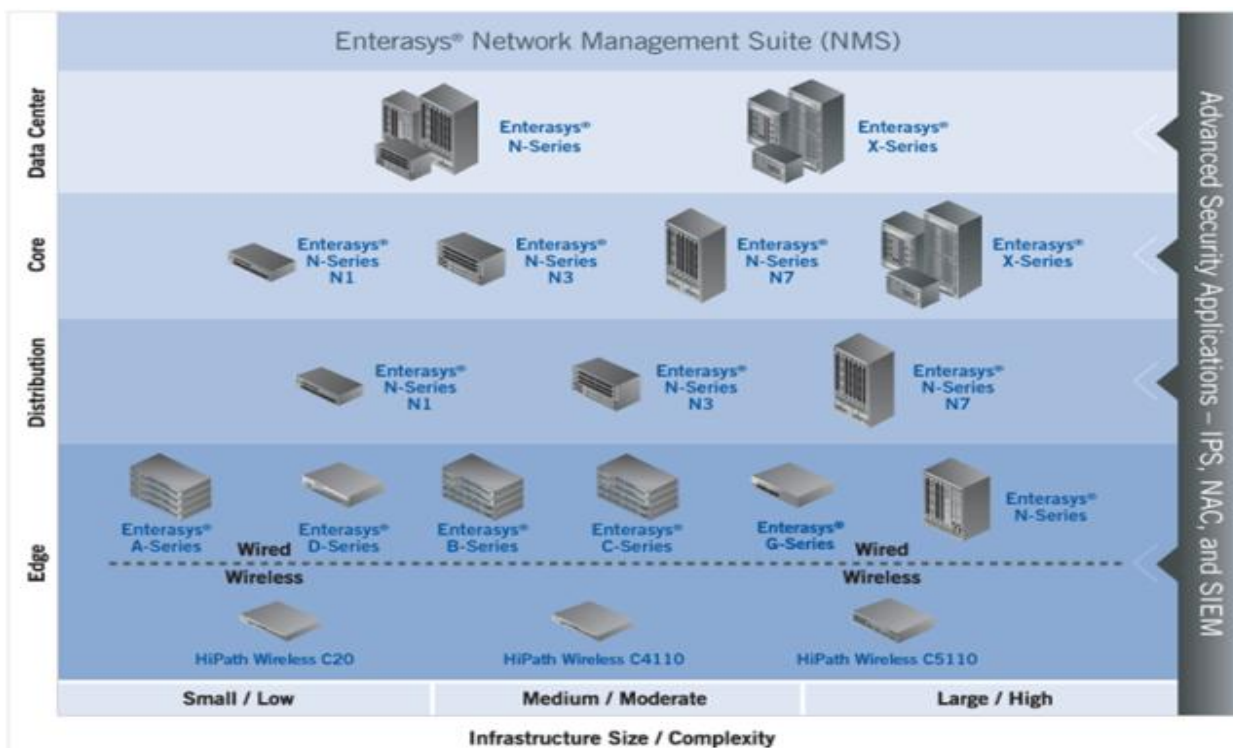 Enterasys® Network Management Suite (NMS)
Data Center
Enterasys®
N-Series
Enterasys®
X-Series
Core
Enterasys®
N-Series
N1
Enterasys®
N-Series
N3
Enterasys®
N-Series
N7
Enterasys®
X-Series
Distribution
Enterasys®
N-Series
N1
Enterasys®
N-Series
N3
Enterasys®
N-Series
N7
Edge
Enterasys®
A-Series
Enterasys®
D-Series
Enterasys®
B-Series
Enterasys®
C-Series
Enterasys®
G-Series
Enterasys®
N-Series
Wired
Wired
Wireless
Wireless
HiPath Wireless C20
HiPath Wireless C4110
HiPath Wireless C5110
Small / Low
Medium / Moderate
Large / High
Infrastructure Size / Complexity
Advanced Security Applications – IPS, NAC, and SIEM